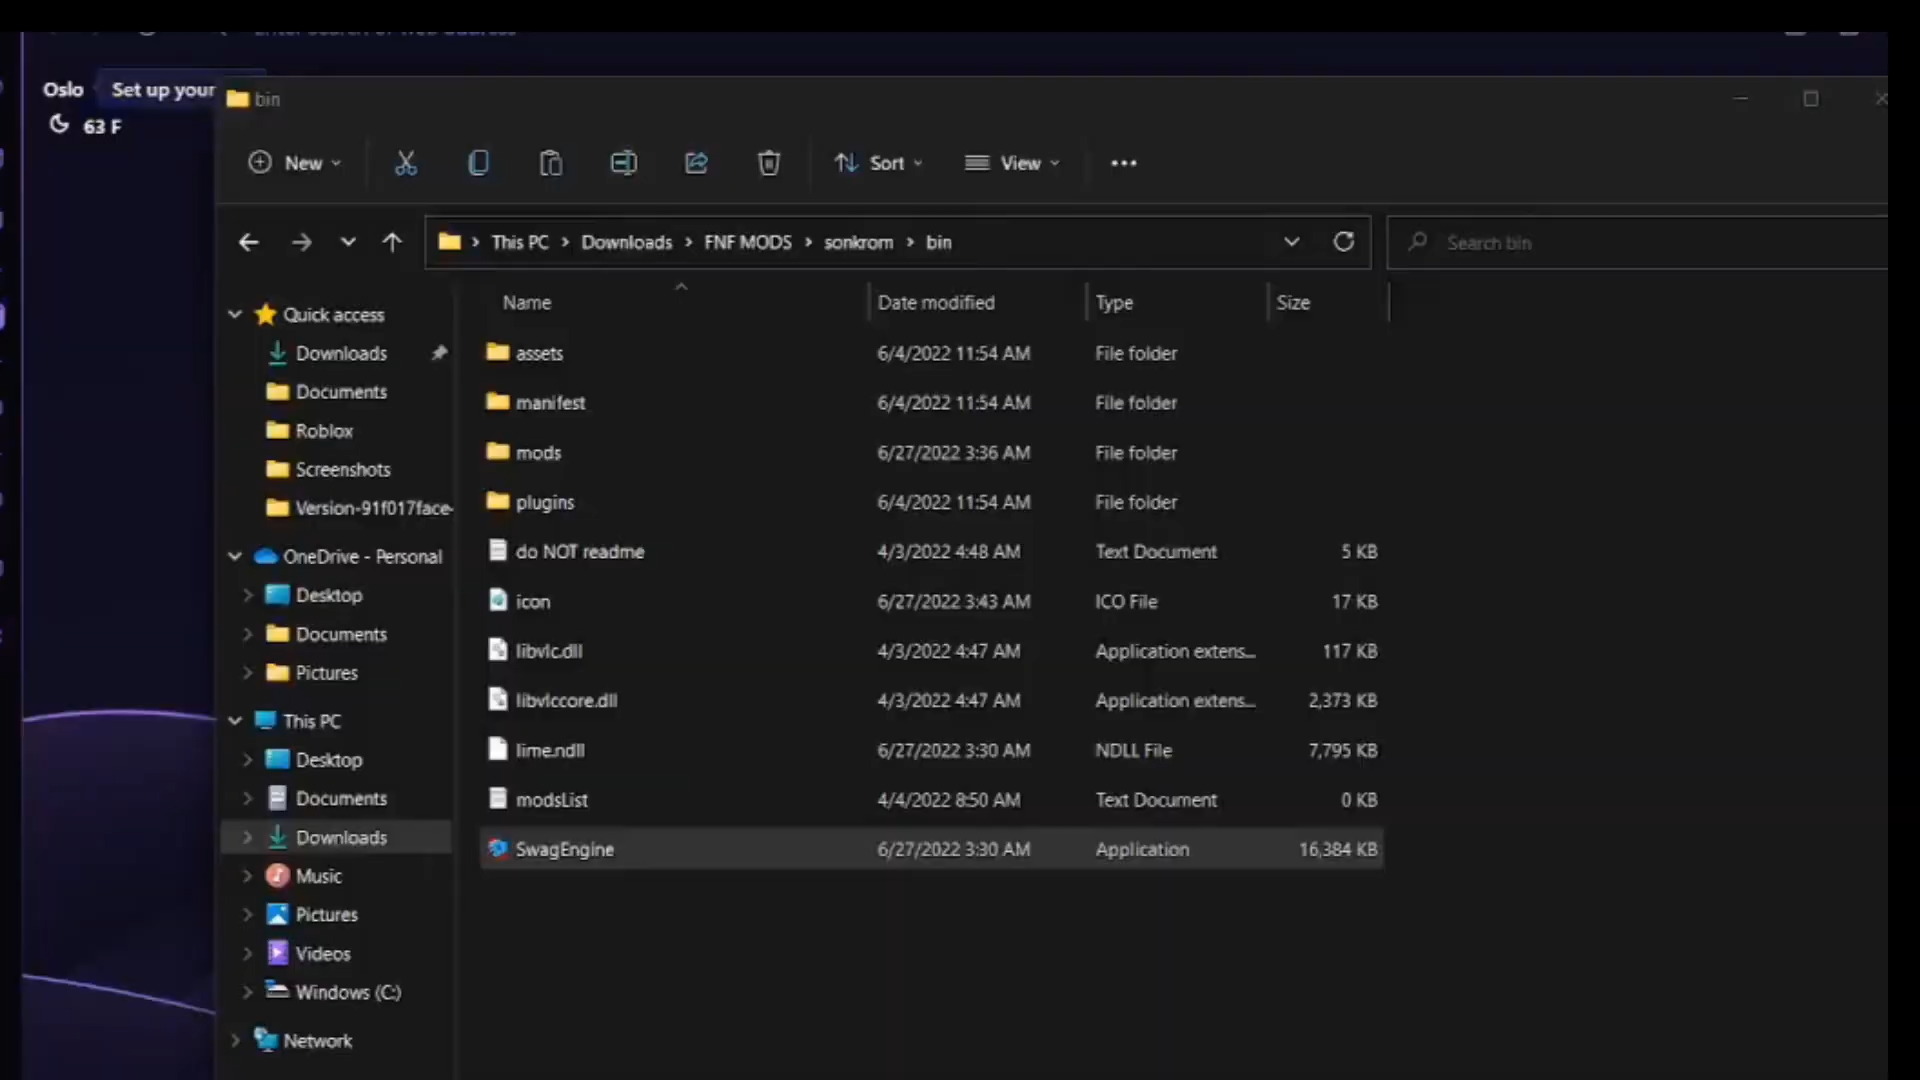 Oslo
Set up your
63 F
bin
New
Sort
View
This PC > Downloads > FNF MODS > sonkrom > bin
Search bin
Name Date modified Type Size
Quick access
Downloads
Documents
Roblox
Screenshots
Version-91f017face-
OneDrive - Personal
Desktop
Documents
Pictures
This PC
Desktop
Documents
Downloads
Music
Pictures
Videos
Windows (C:)
Network
assets 6/4/2022 11:54 AM File folder
manifest 6/4/2022 11:54 AM File folder
mods 6/27/2022 3:36 AM File folder
plugins 6/4/2022 11:54 AM File folder
do NOT readme 4/3/2022 4:48 AM Text Document 5 KB
icon 6/27/2022 3:43 AM ICO File 17 KB
libvlc.dll 4/3/2022 4:47 AM Application extens... 117 KB
libvlccore.dll 4/3/2022 4:47 AM Application extens... 2,373 KB
lime.ndll 6/27/2022 3:30 AM NDLL File 7,795 KB
modsList 4/4/2022 8:50 AM Text Document 0 KB
SwagEngine 6/27/2022 3:30 AM Application 16,384 KB